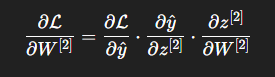 ∂ℒ/∂W^[2] = ∂ℒ/∂ŷ · ∂ŷ/∂z^[2] · ∂z^[2]/∂W^[2]